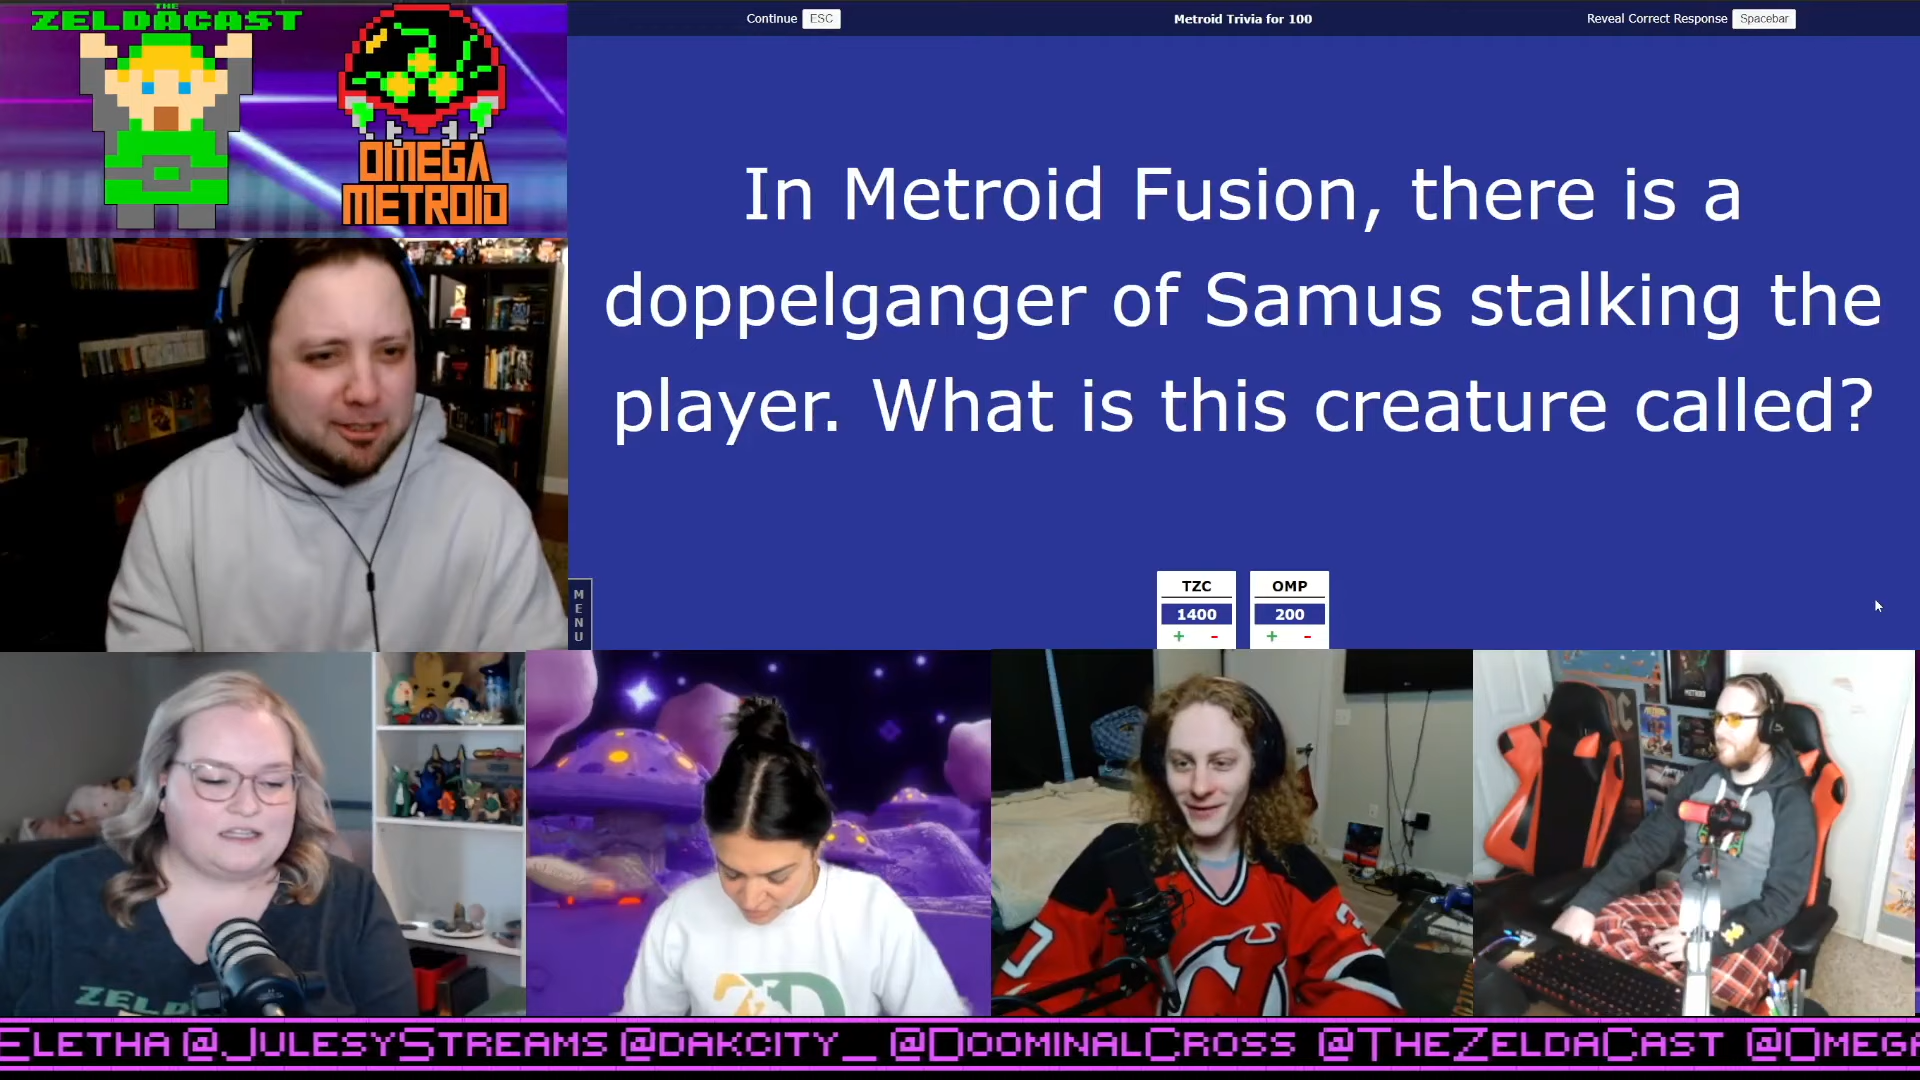 THE
ZELDACAST
OMEGA
METROID
Continue ESC
Metroid Trivia for 100
Reveal Correct Response Spacebar
In Metroid Fusion, there is a
doppelganger of Samus stalking the
player. What is this creature called?
MENU
TZC
1400
+ -
OMP
200
+ -
ZELD
METROID
ELETHA @JULESYSTREAMS @DAKCITY_ @DOOMINALCROSS @THEZELDACAST @OMEGA